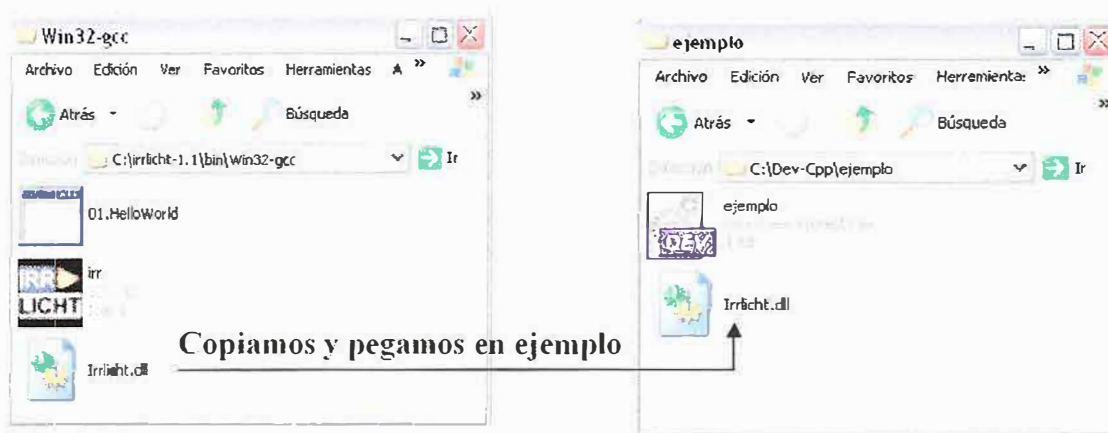 Win32-gcc
Archivo Edición Ver Favoritos Herramientas A »
Atrás Búsqueda »
C:\irrlicht-1.1\bin\win32-gcc Ir
01.HelloWorld
IRR
LICHT
irr
Irrlicht.dll
Copiamos y pegamos en ejemplo
ejemplo
Archivo Edición Ver Favoritos Herramientas »
Atrás Búsqueda »
C:\Dev-Cpp\ejemplo Ir
ejemplo
DEV
Irrlicht.dll